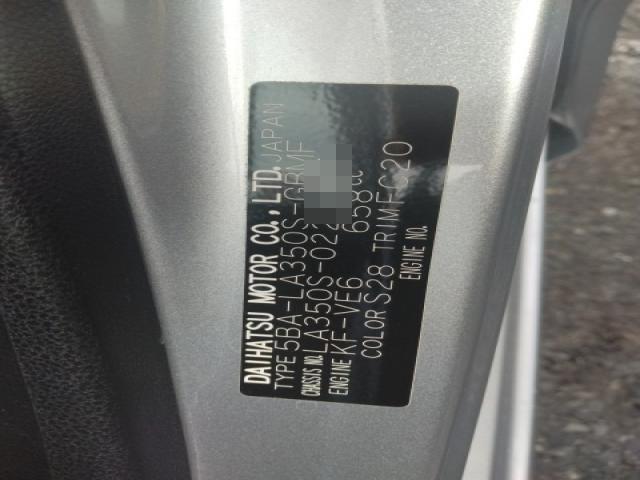 DAIHATSU MOTOR CO., LTD. JAPAN
TYPE 5BA-LA350S-GBMF
CHASSIS NO. LA350S-022
ENGINE KF-VE6 658cc
COLOR S28 TRIM FC20
ENGINE NO.